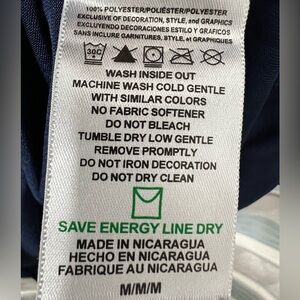 100% POLYESTER/POLIÉSTER/POLYESTER
EXCLUSIVE OF DECORATION, STYLE, and GRAPHICS
EXCLUYENDO DECORACIONES ESTILO Y GRAFICOS
SANS INCLURE GARNITURES, STYLE, et GRAPHIQUES
30C
WASH INSIDE OUT
MACHINE WASH COLD GENTLE
WITH SIMILAR COLORS
NO FABRIC SOFTENER
DO NOT BLEACH
TUMBLE DRY LOW GENTLE
REMOVE PROMPTLY
DO NOT IRON DECORATION
DO NOT DRY CLEAN
SAVE ENERGY LINE DRY
MADE IN NICARAGUA
HECHO EN NICARAGUA
FABRIQUE AU NICARAGUA
M/M/M